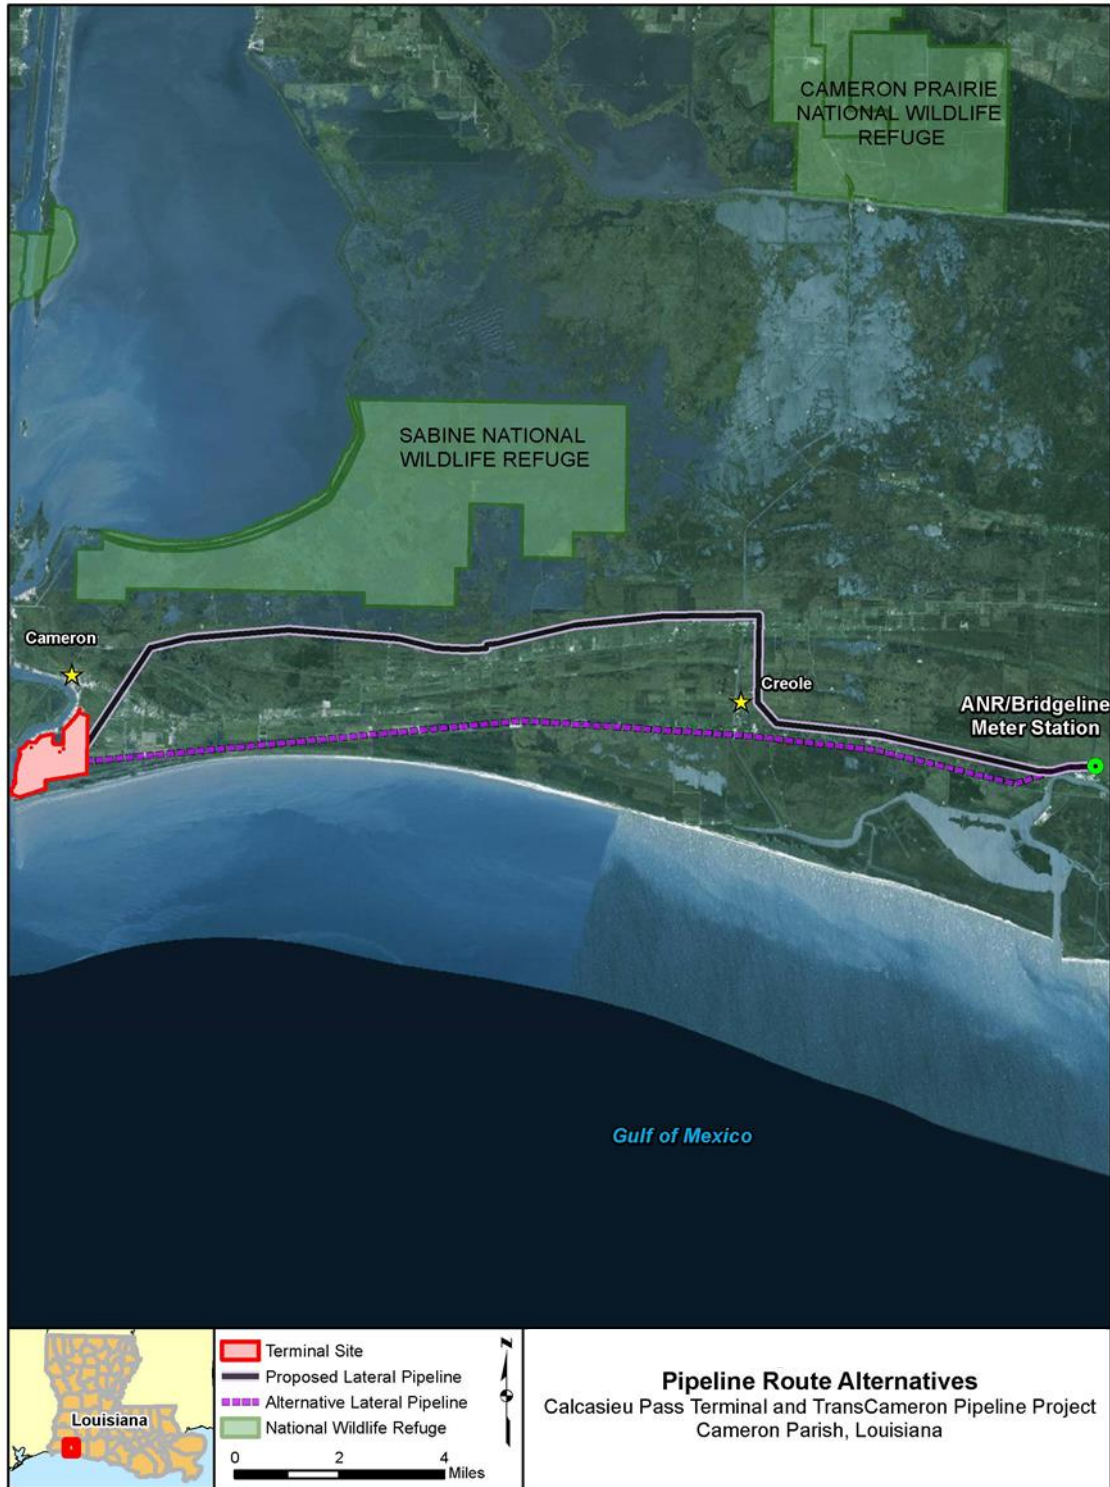 CAMERON PRAIRIE
NATIONAL WILDLIFE
REFUGE
SABINE NATIONAL
WILDLIFE REFUGE
Cameron
Creole
ANR/Bridgeline
Meter Station
Gulf of Mexico
Louisiana
Terminal Site
Proposed Lateral Pipeline
Alternative Lateral Pipeline
National Wildlife Refuge
N
0 2 4
Miles
Pipeline Route Alternatives
Calcasieu Pass Terminal and TransCameron Pipeline Project
Cameron Parish, Louisiana